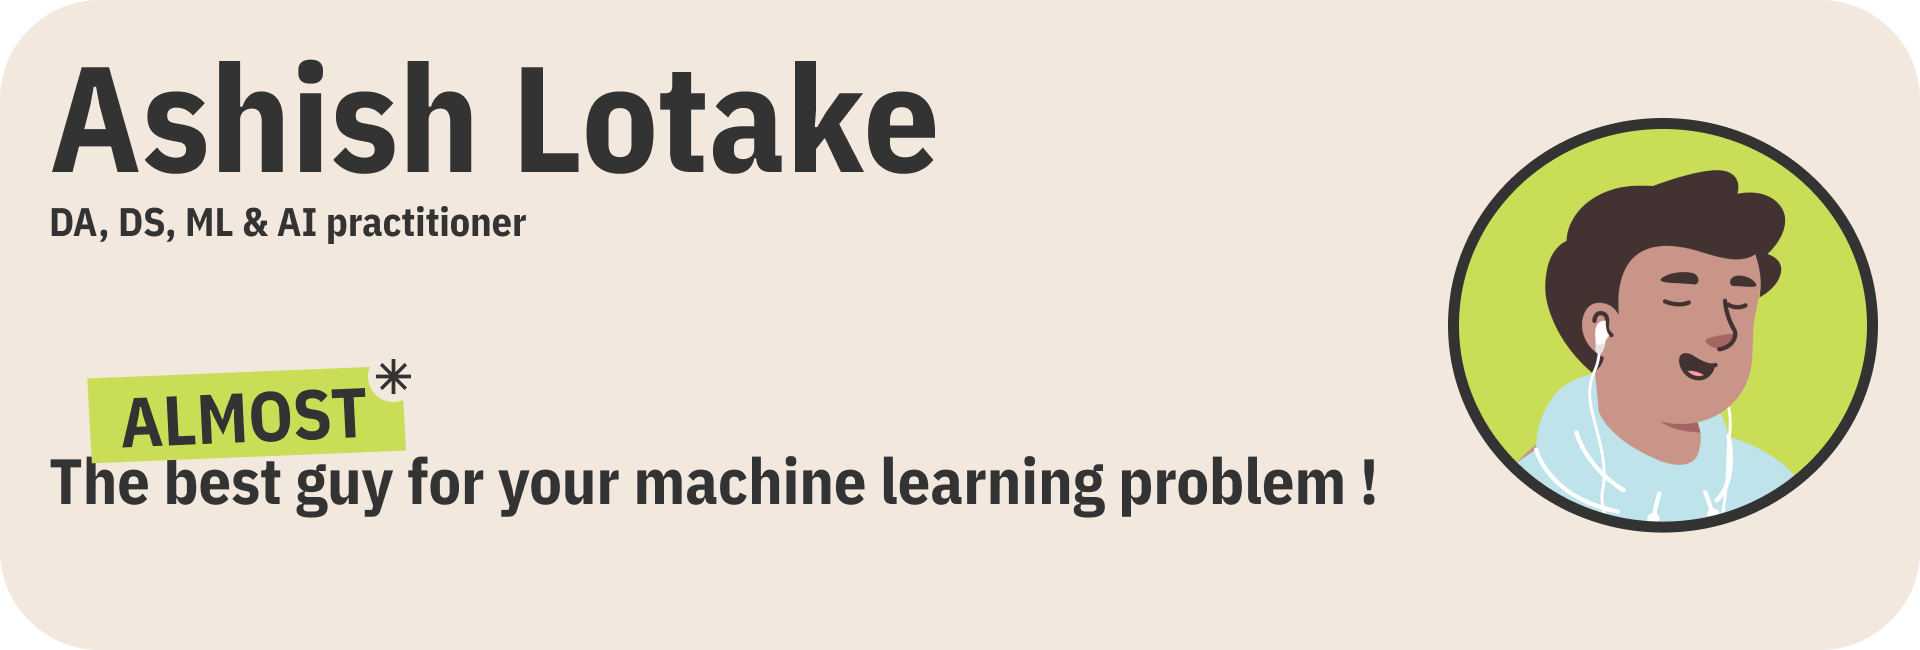 Ashish Lotake
DA, DS, ML & AI practitioner
ALMOST*
The best guy for your machine learning problem !